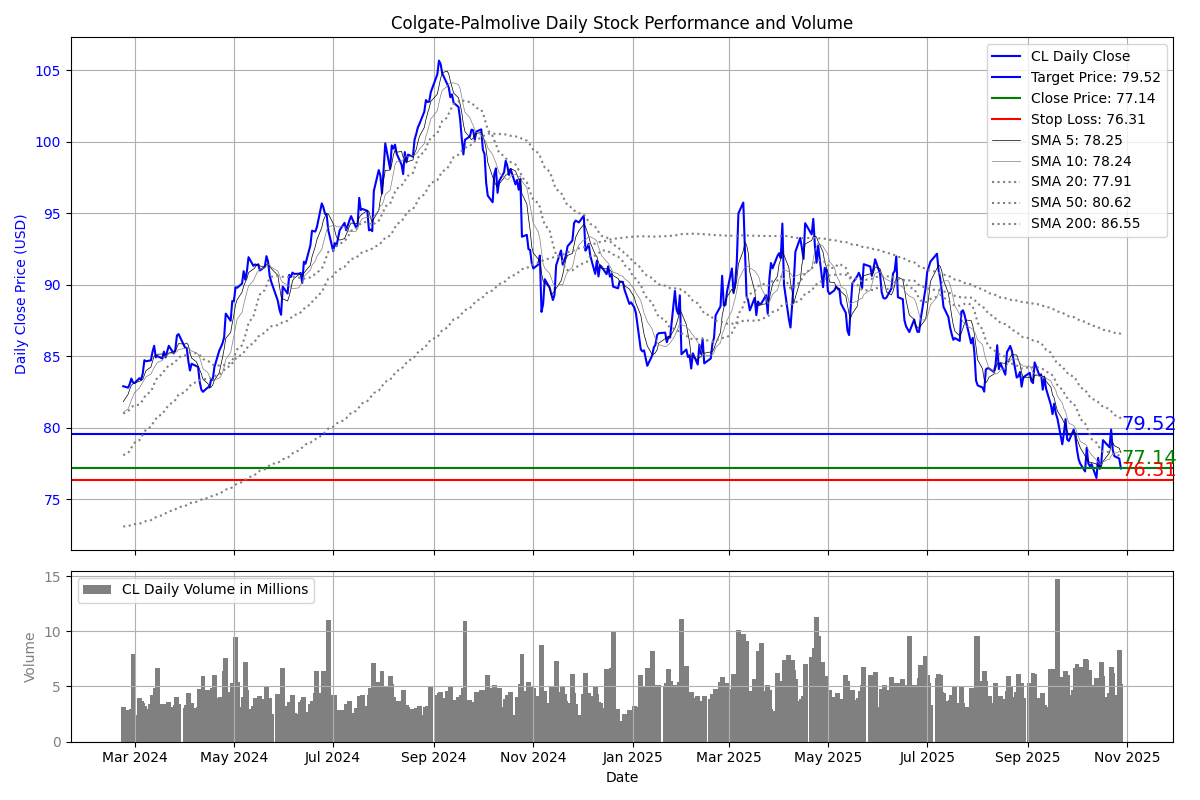 Colgate-Palmolive Daily Stock Performance and Volume
Daily Close Price (USD)
105
100
95
90
85
80
75
CL Daily Close
Target Price: 79.52
Close Price: 77.14
Stop Loss: 76.31
SMA 5: 78.25
SMA 10: 78.24
SMA 20: 77.91
SMA 50: 80.62
SMA 200: 86.55
79.52
77.14
76.31
Volume
15
10
5
0
CL Daily Volume in Millions
Mar 2024
May 2024
Jul 2024
Sep 2024
Nov 2024
Jan 2025
Mar 2025
May 2025
Jul 2025
Sep 2025
Nov 2025
Date